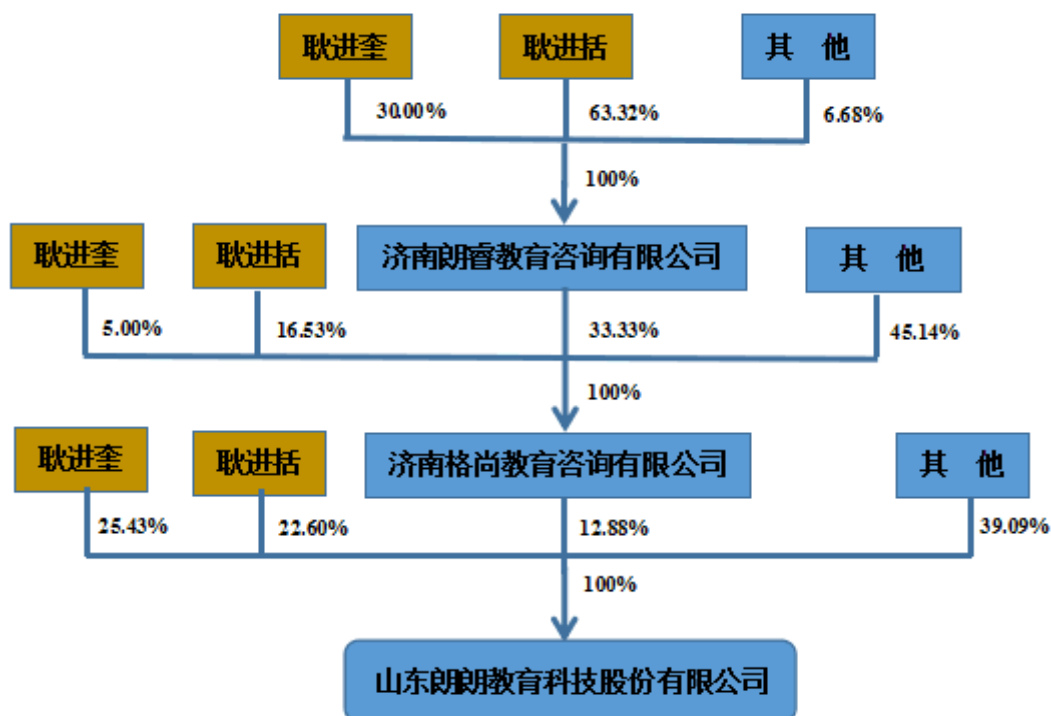 耿进奎
耿进括
其 他
30.00%
63.32%
6.68%
100%
耿进奎
耿进括
济南朗睿教育咨询有限公司
其 他
5.00%
16.53%
33.33%
45.14%
100%
耿进奎
耿进括
济南格尚教育咨询有限公司
其 他
25.43%
22.60%
12.88%
39.09%
100%
山东朗朗教育科技股份有限公司